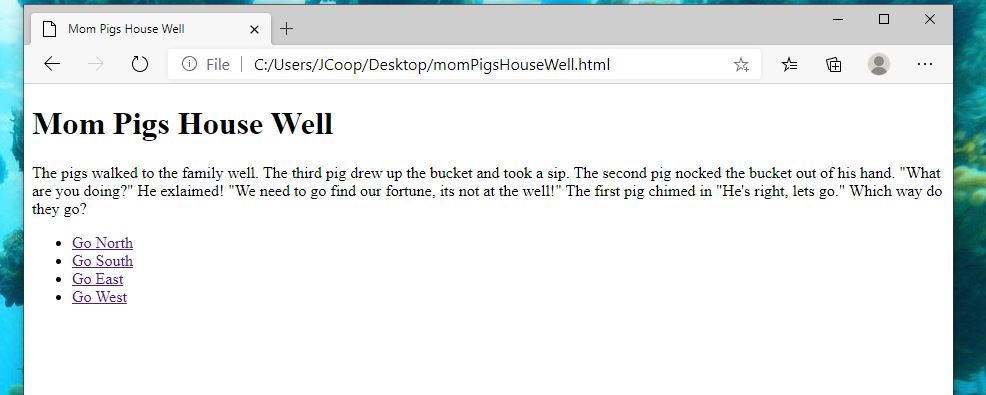 Mom Pigs House Well
File | C:/Users/JCoop/Desktop/momPigsHouseWell.html
Mom Pigs House Well
The pigs walked to the family well. The third pig drew up the bucket and took a sip. The second pig nocked the bucket out of his hand. "What
are you doing?" He exlaimed! "We need to go find our fortune, its not at the well!" The first pig chimed in "He's right, lets go." Which way do
they go?
• Go North
• Go South
• Go East
• Go West